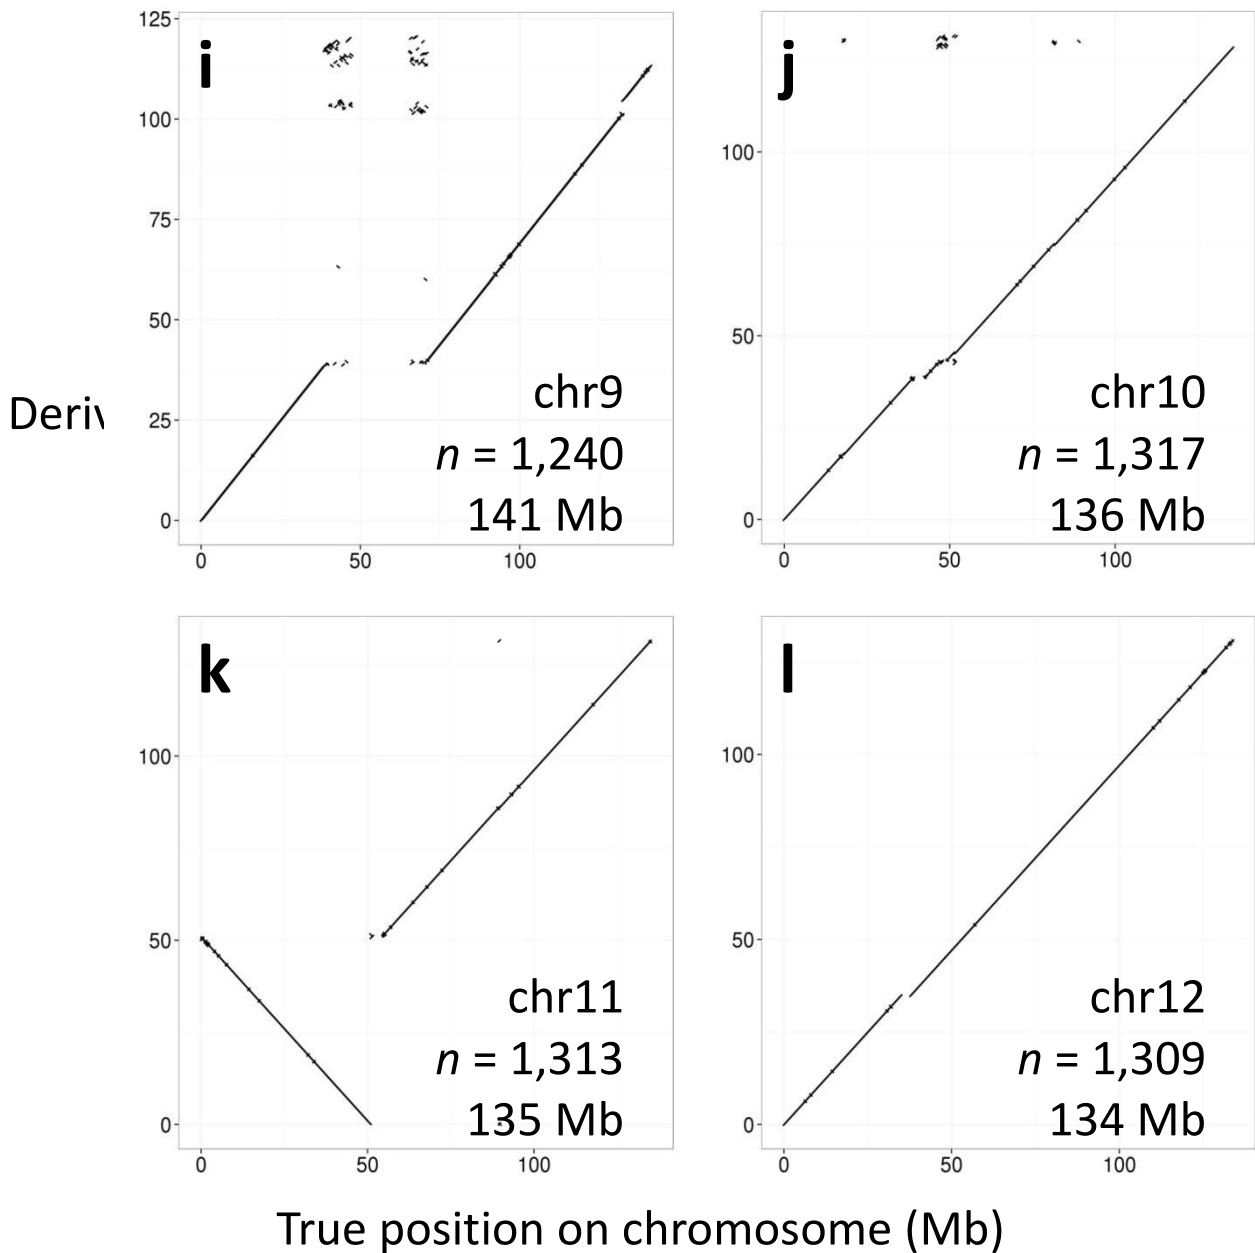 i
125
100
75
50
25
0
0 50 100
chr9
n = 1,240
141 Mb
j
100
50
0
0 50 100
chr10
n = 1,317
136 Mb
Deriv
k
100
50
0
0 50 100
chr11
n = 1,313
135 Mb
l
100
50
0
0 50 100
chr12
n = 1,309
134 Mb
True position on chromosome (Mb)